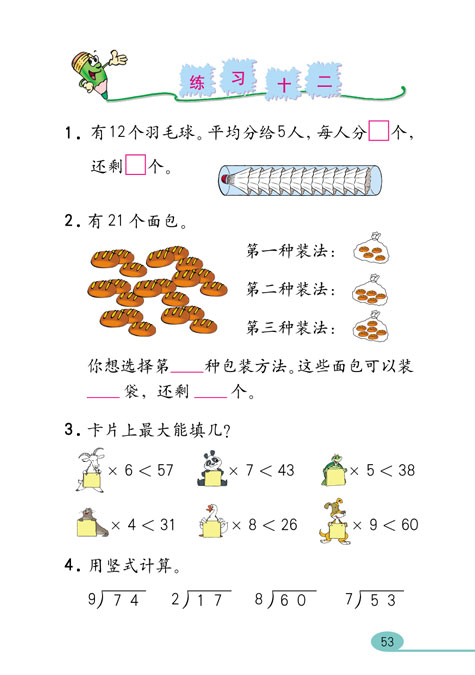 练习十二
1. 有12个羽毛球。平均分给5人，每人分□个，
还剩□个。
2. 有21个面包。
第一种装法：
第二种装法：
第三种装法：
你想选择第____种包装方法。这些面包可以装
____袋，还剩____个。
3. 卡片上最大能填几？
× 6 < 57 × 7 < 43 × 5 < 38
× 4 < 31 × 8 < 26 × 9 < 60
4. 用竖式计算。
9)74 2)17 8)60 7)53
53